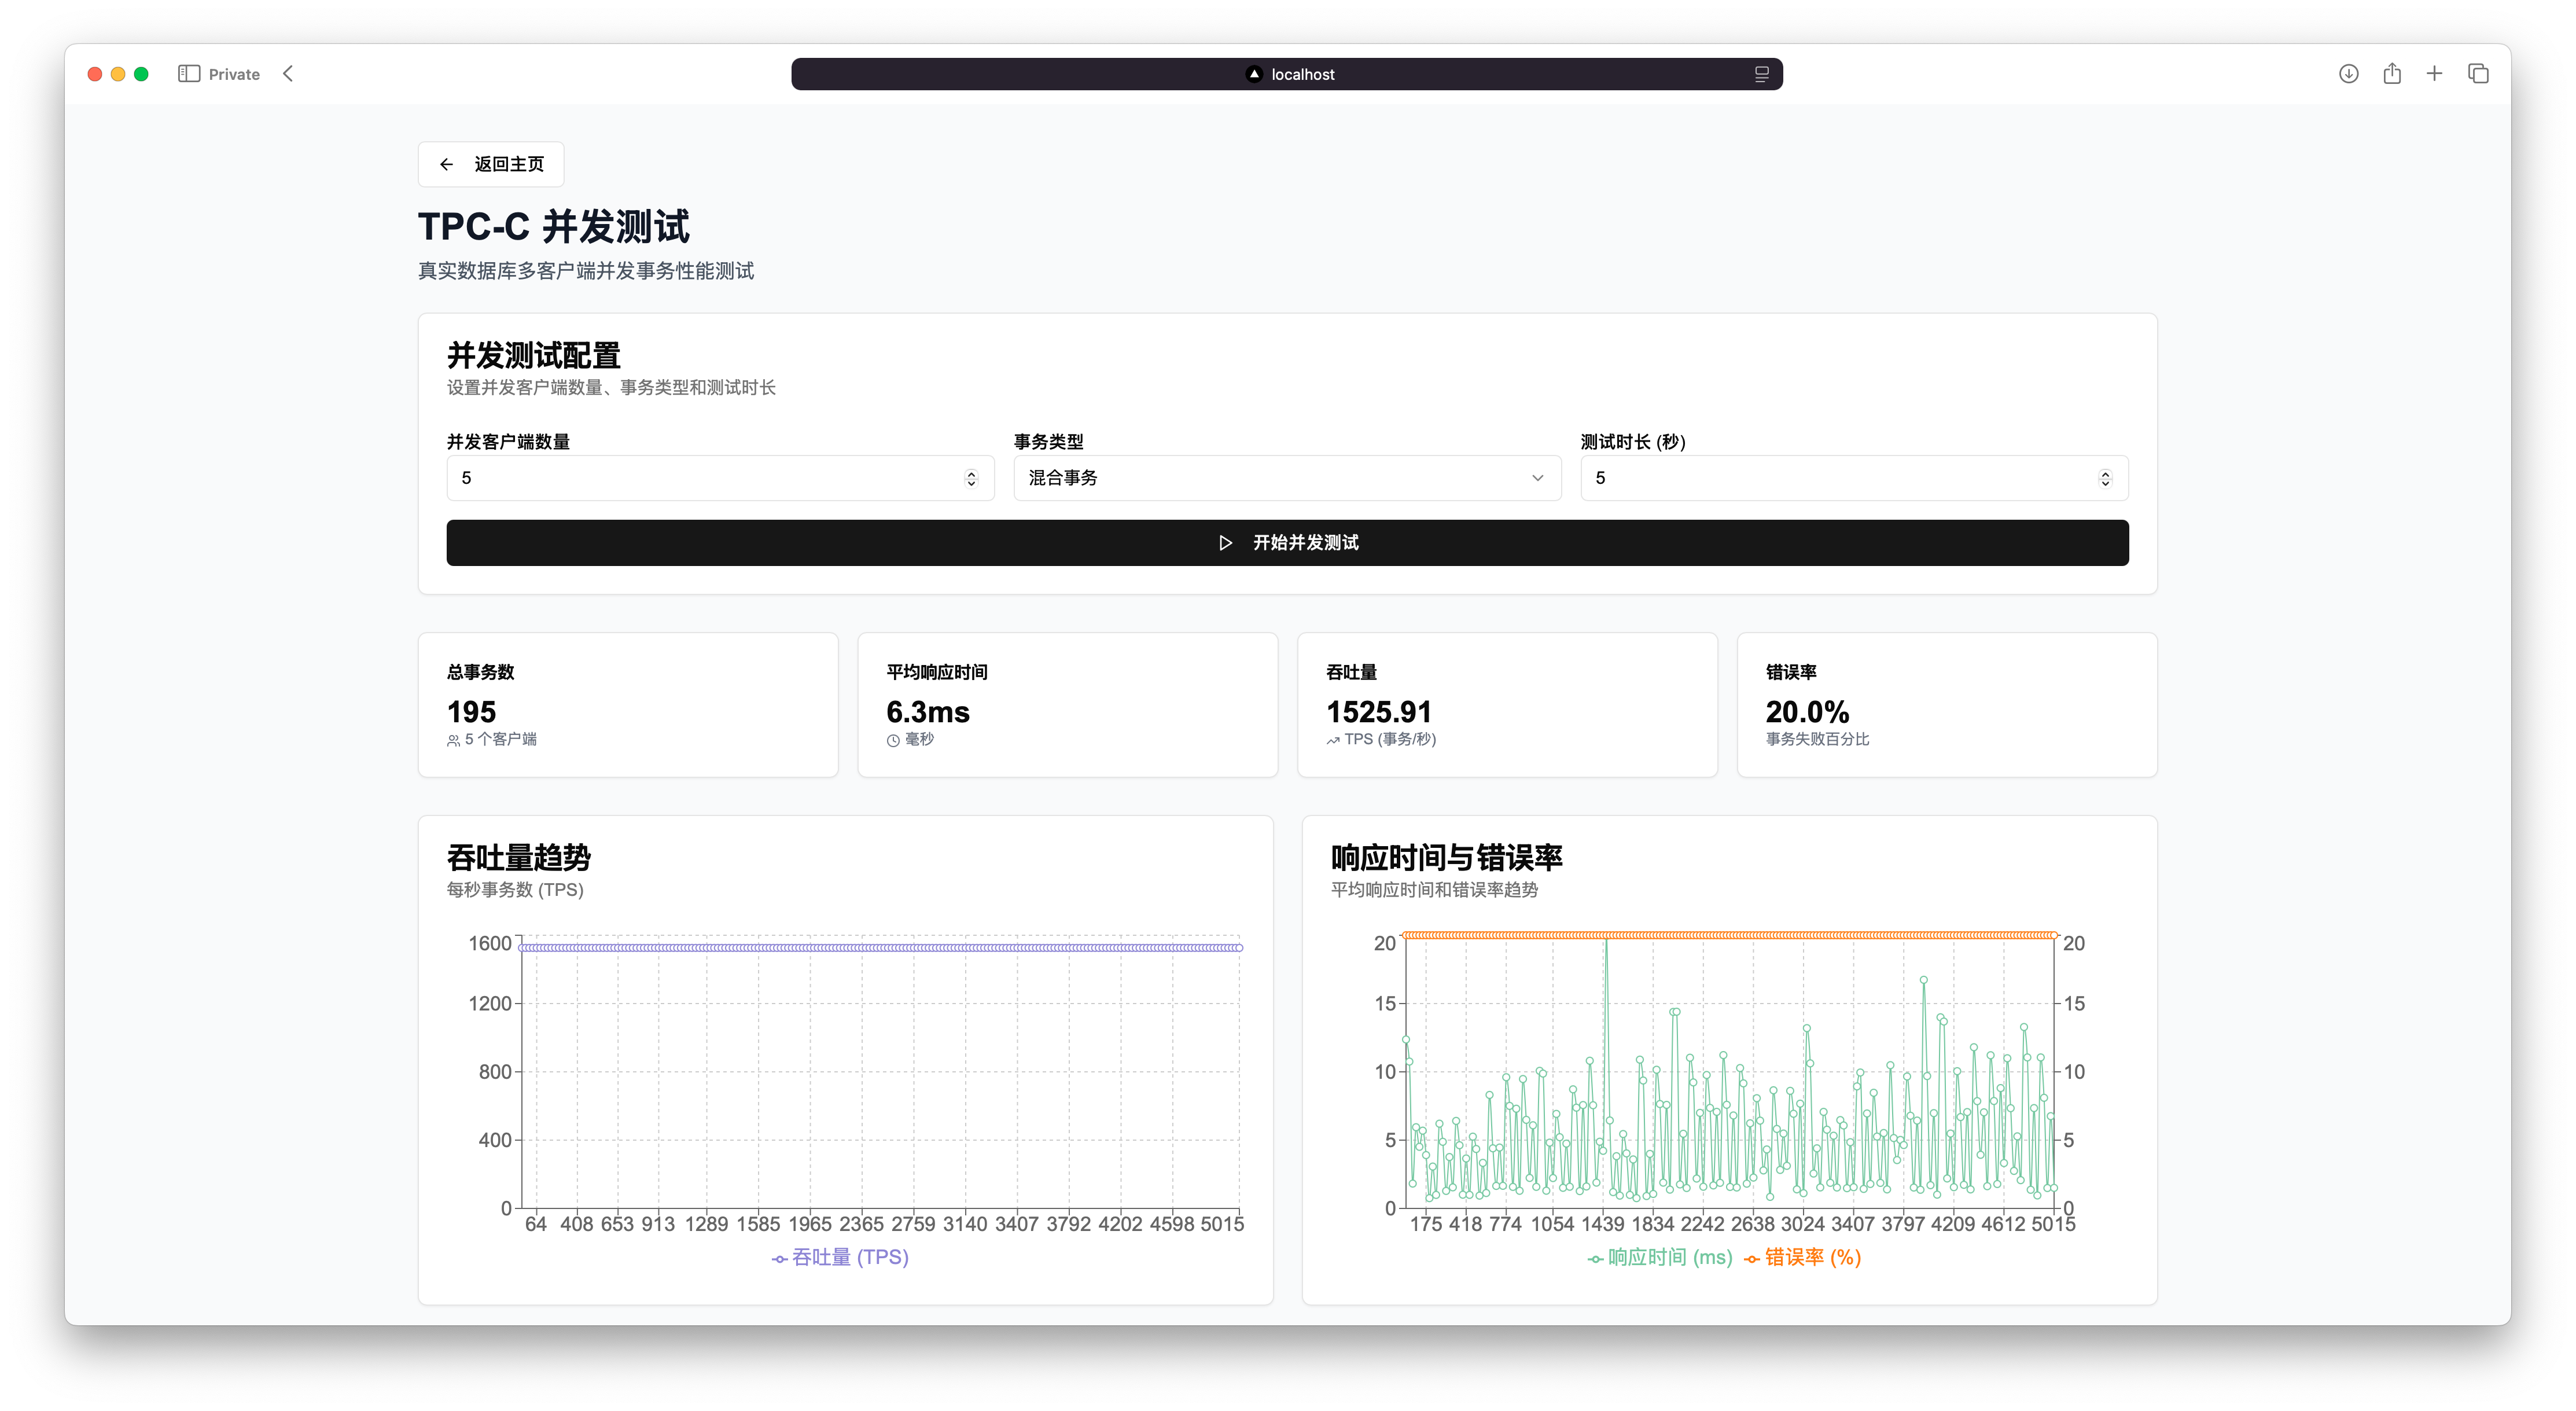 Private
localhost
返回主页
TPC-C 并发测试
真实数据库多客户端并发事务性能测试
并发测试配置
设置并发客户端数量、事务类型和测试时长
并发客户端数量
5
事务类型
混合事务
测试时长 (秒)
5
开始并发测试
总事务数
195
5 个客户端
平均响应时间
6.3ms
毫秒
吞吐量
1525.91
TPS (事务/秒)
错误率
20.0%
事务失败百分比
吞吐量趋势
每秒事务数 (TPS)
1600
1200
800
400
0
64 408 653 913 1289 1585 1965 2365 2759 3140 3407 3792 4202 4598 5015
吞吐量 (TPS)
响应时间与错误率
平均响应时间和错误率趋势
20 20
15 15
10 10
5 5
0 0
175 418 774 1054 1439 1834 2242 2638 3024 3407 3797 4209 4612 5015
响应时间 (ms) 错误率 (%)